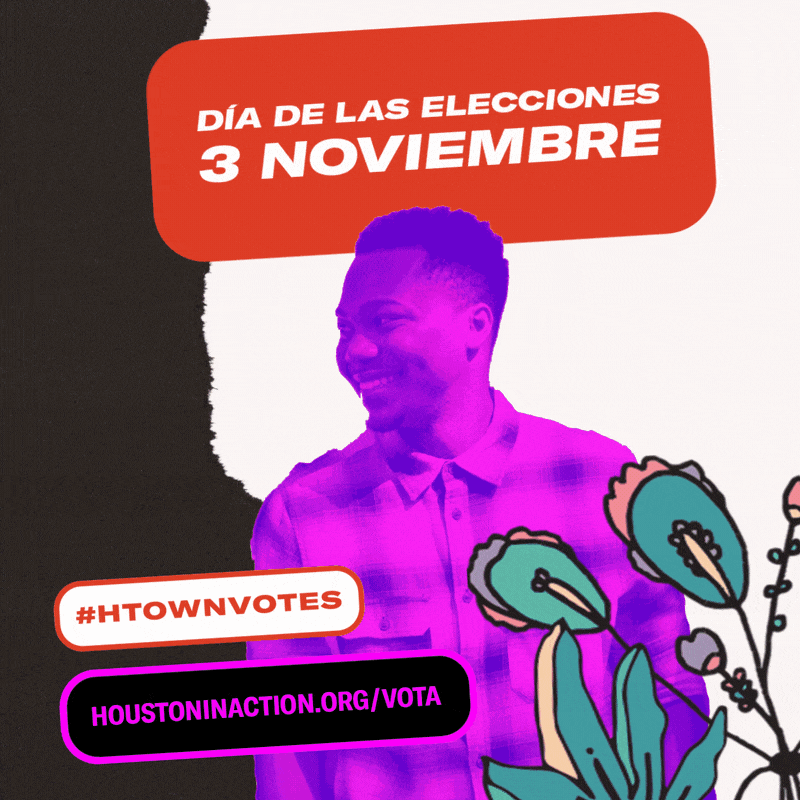 DÍA DE LAS ELECCIONES
3 NOVIEMBRE
#HTOWNVOTES
HOUSTONINACTION.ORG/VOTA